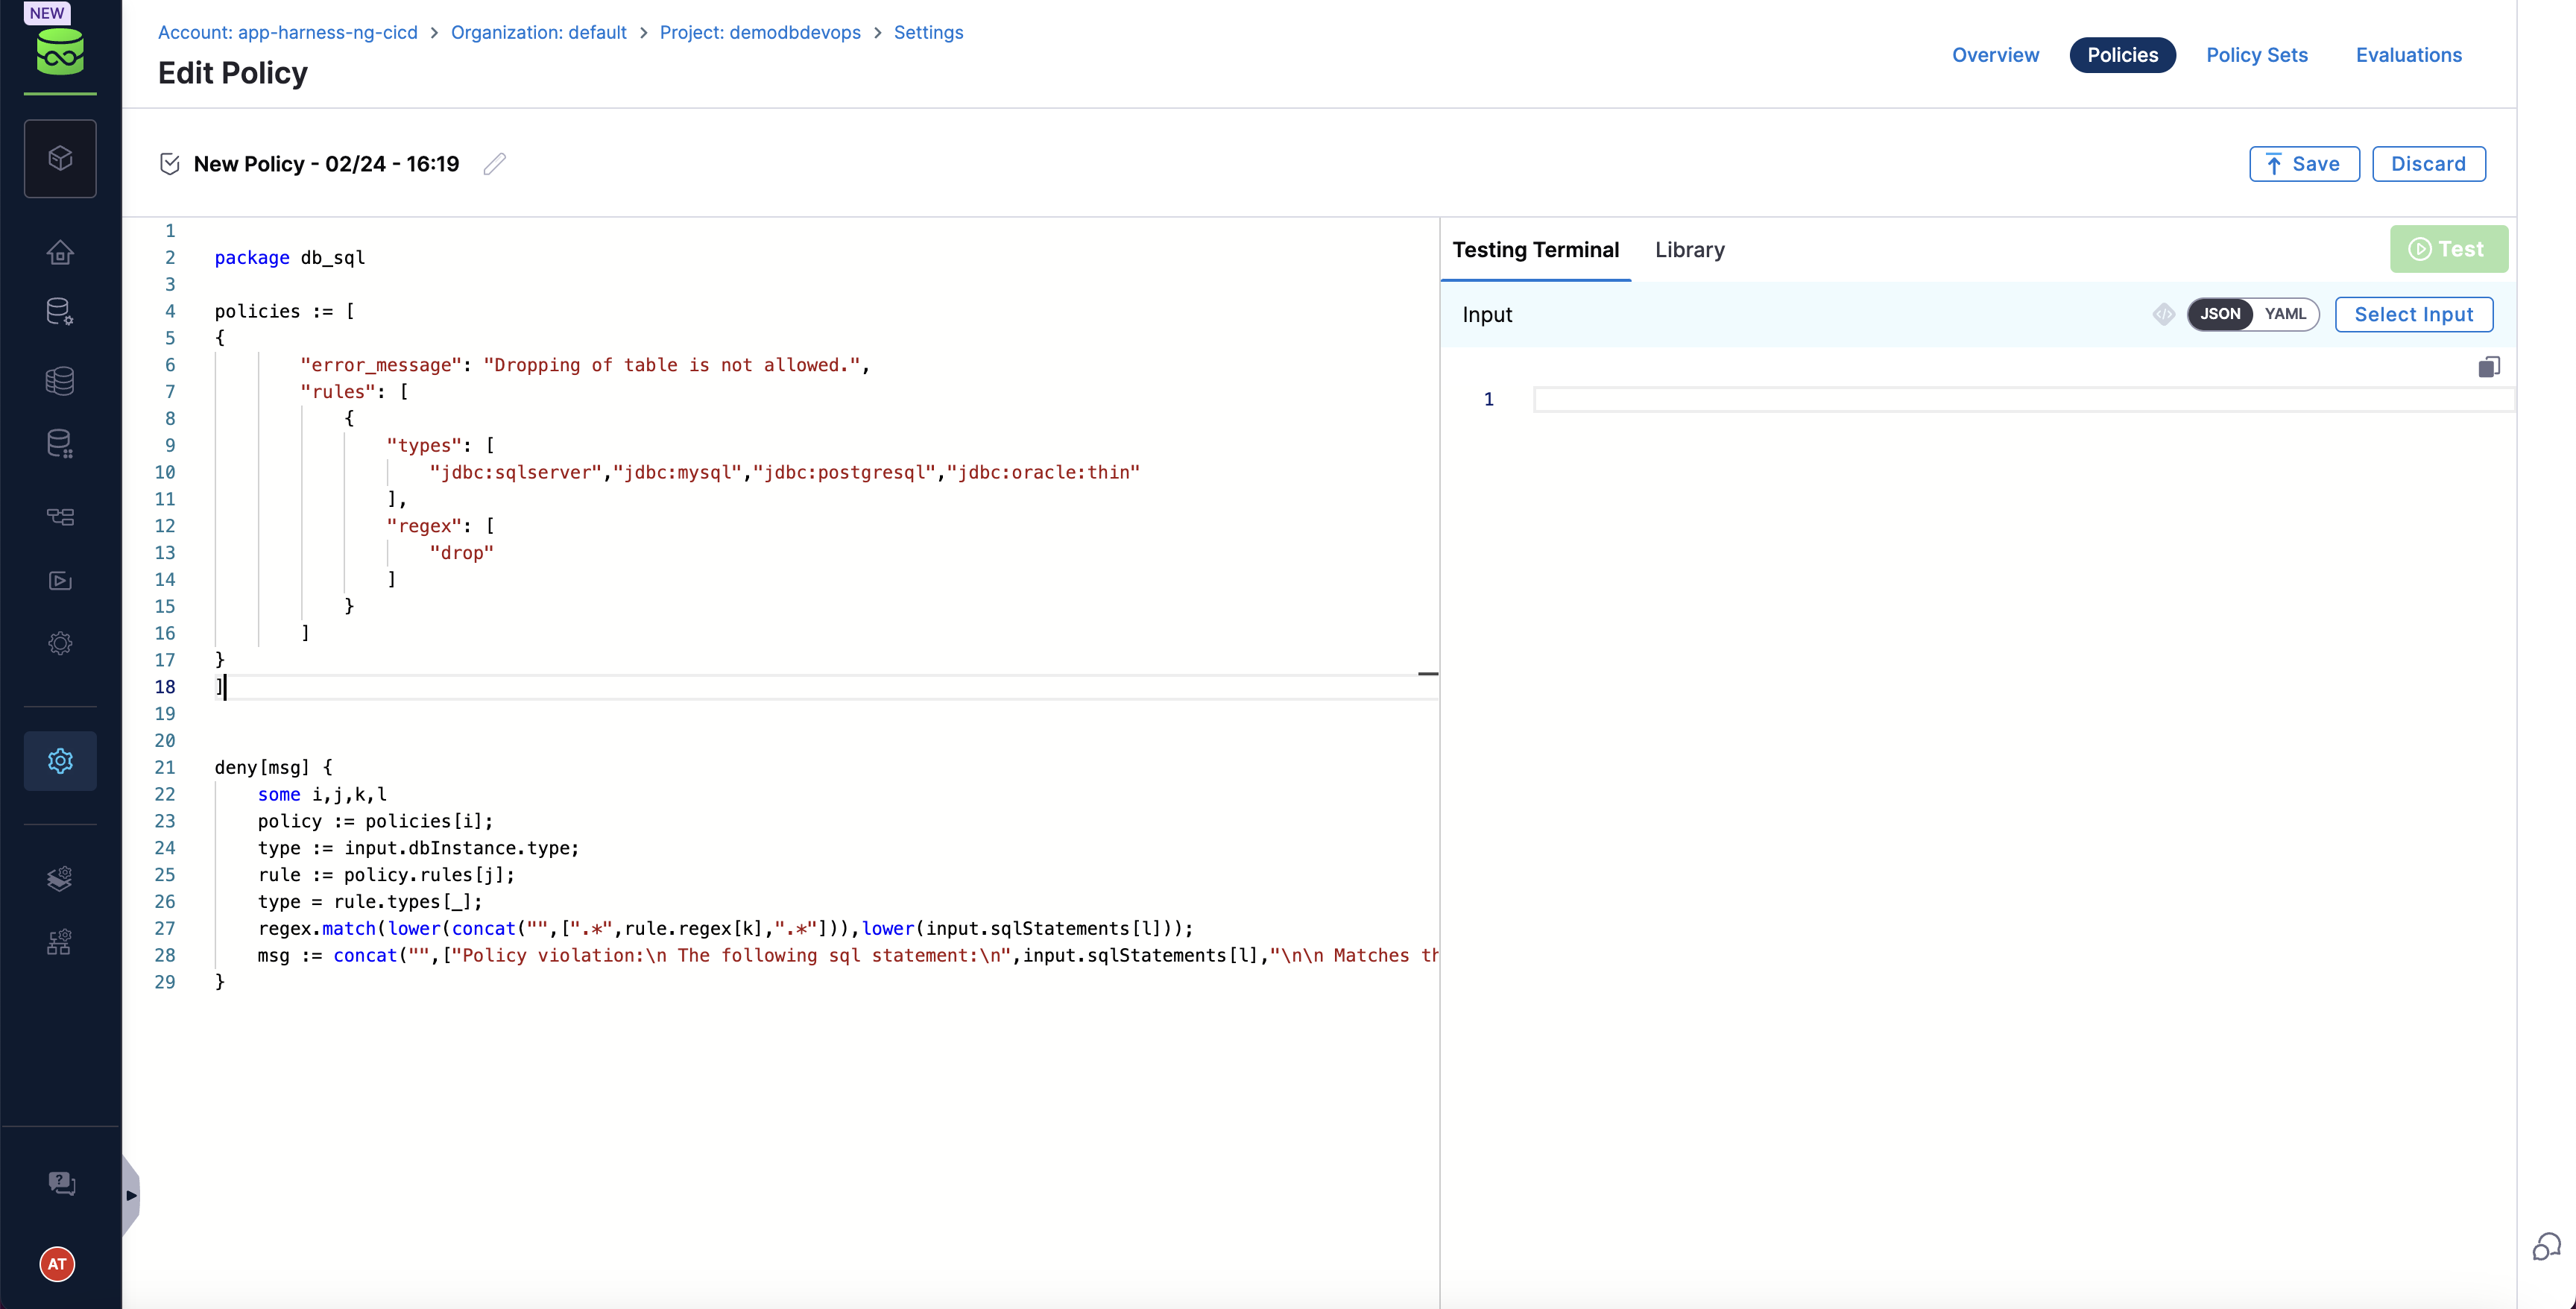 NEW
Account: app-harness-ng-cicd > Organization: default > Project: demodbdevops > Settings
Edit Policy
Overview Policies Policy Sets Evaluations
New Policy - 02/24 - 16:19
Save Discard
1
2 package db_sql
3
4 policies := [
5 {
6 "error_message": "Dropping of table is not allowed.",
7 "rules": [
8 {
9 "types": [
10 "jdbc:sqlserver","jdbc:mysql","jdbc:postgresql","jdbc:oracle:thin"
11 ],
12 "regex": [
13 "drop"
14 ]
15 }
16 ]
17 }
18 ]
19
20
21 deny[msg] {
22 some i,j,k,l
23 policy := policies[i];
24 type := input.dbInstance.type;
25 rule := policy.rules[j];
26 type = rule.types[_];
27 regex.match(lower(concat("",[".*",rule.regex[k],".*"])),lower(input.sqlStatements[l]));
28 msg := concat("",["Policy violation:\n The following sql statement:\n",input.sqlStatements[l],"\n\n Matches th
29 }
Testing Terminal Library Test
Input JSON YAML Select Input
1
AT